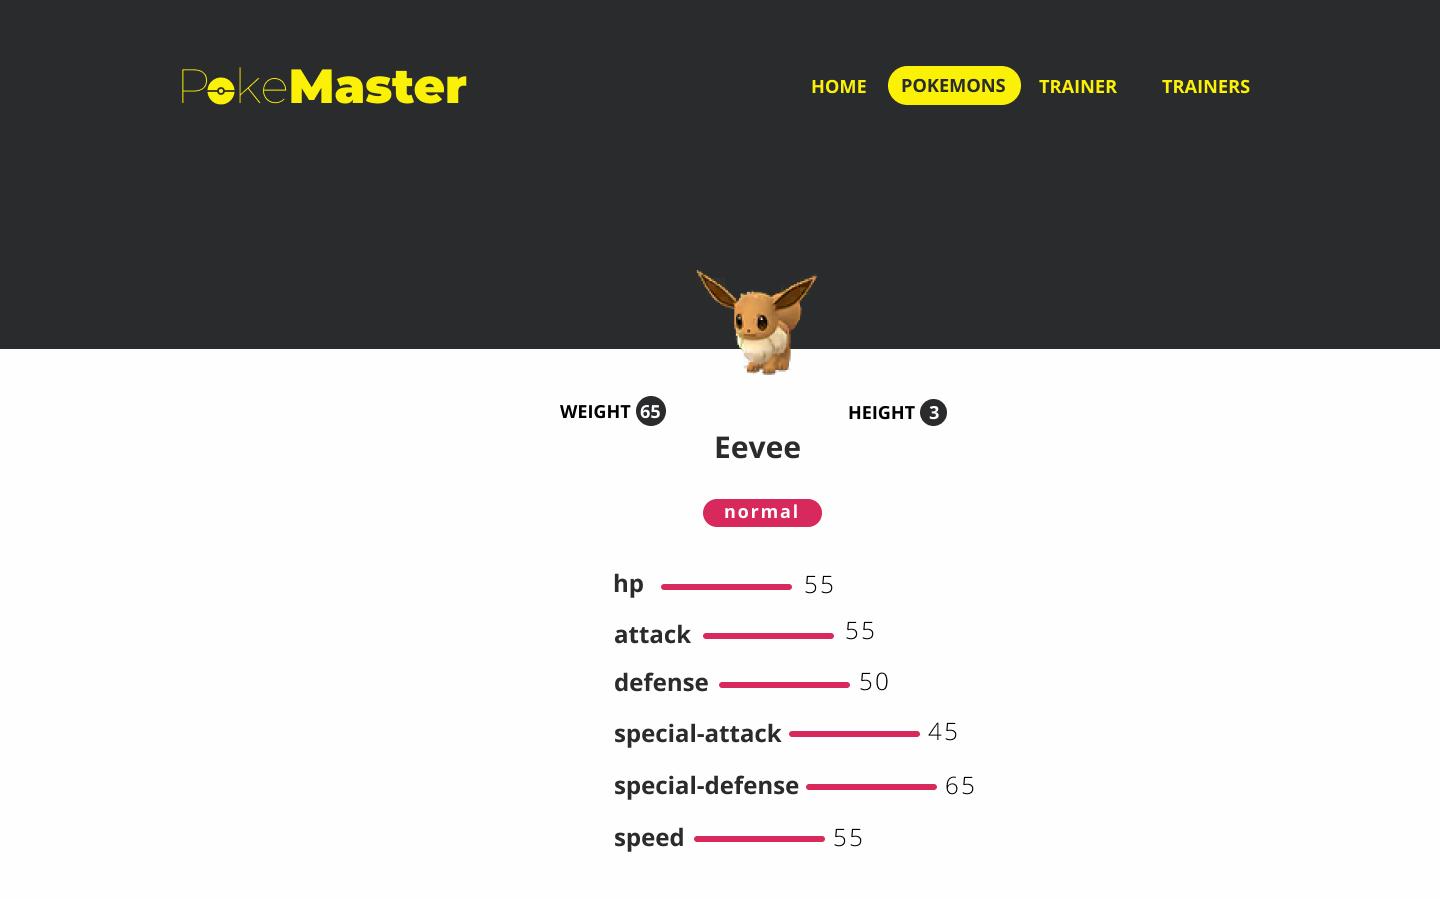 PokeMaster
HOME POKEMONS TRAINER TRAINERS
WEIGHT 65
HEIGHT 3
Eevee
normal
hp 55
attack 55
defense 50
special-attack 45
special-defense 65
speed 55